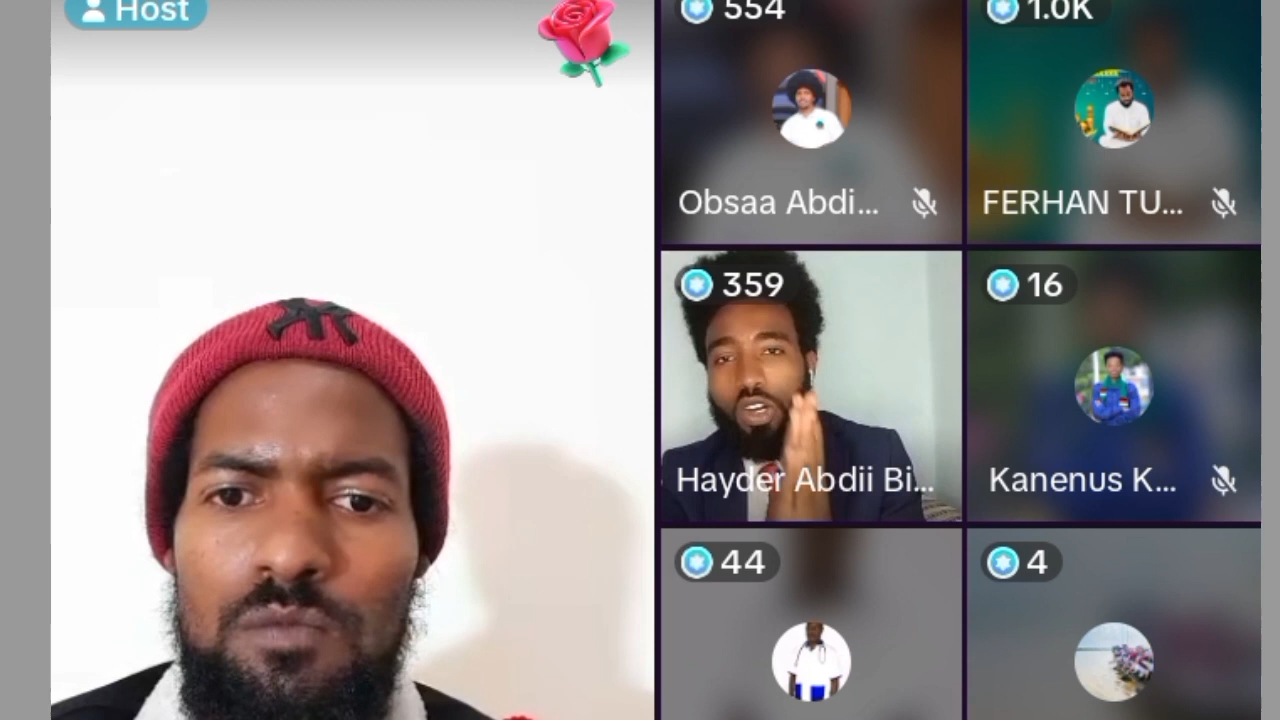 Host
554
1.0K
Obsaa Abdi...
FERHAN TU...
359
16
Hayder Abdii Bi...
Kanenus K...
44
4